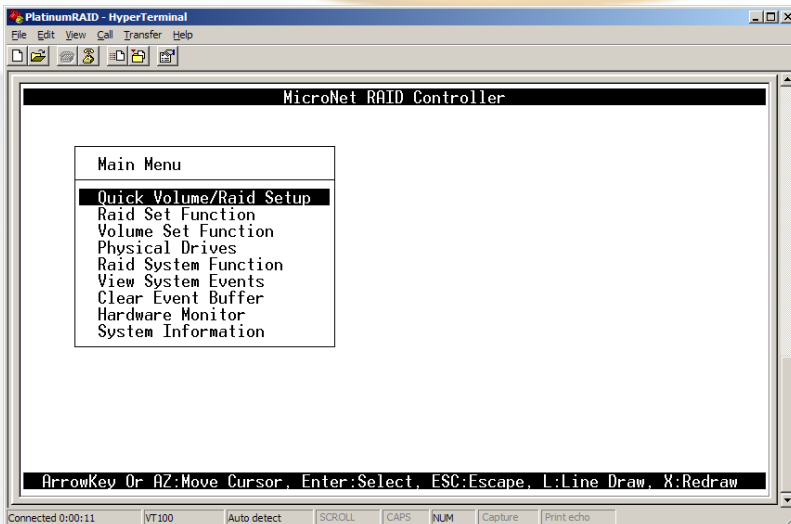 PlatinumRAID - HyperTerminal
File Edit View Call Transfer Help
MicroNet RAID Controller
Main Menu
Quick Volume/Raid Setup
Raid Set Function
Volume Set Function
Physical Drives
Raid System Function
View System Events
Clear Event Buffer
Hardware Monitor
System Information
ArrowKey Or AZ:Move Cursor, Enter:Select, ESC:Escape, L:Line Draw, X:Redraw
Connected 0:00:11 VT100 Auto detect SCROLL CAPS NUM Capture Print echo